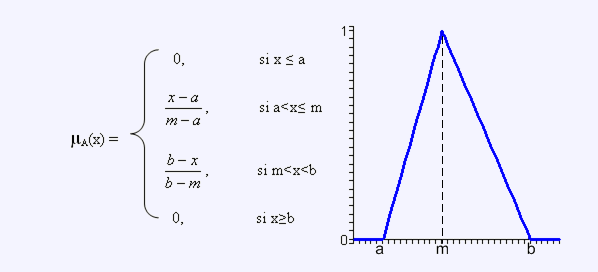 0, si x ≤ a
x − a
m − a , si a<x≤ m
μA(x) =
b − x
b − m , si m<x<b
0, si x≥b
1
0
a m b